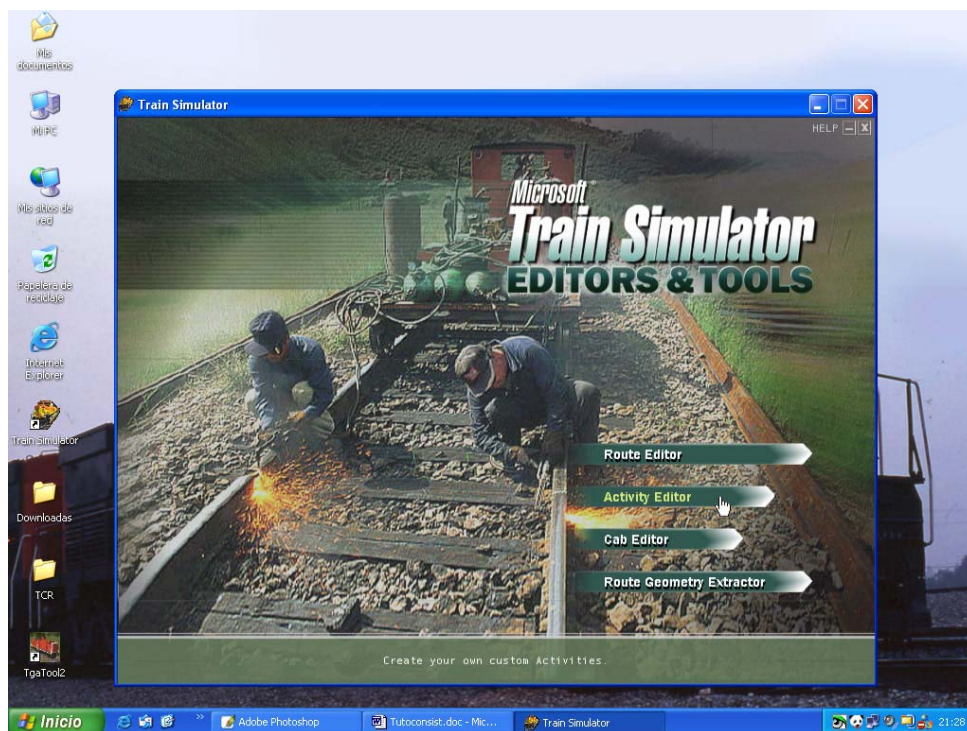 Mis
documentos
Mi PC
Mis sitios de
red
Papelera de
reciclaje
Internet
Explorer
Train Simulator
Downloadas
TCR
TgaTool2
Train Simulator
HELP
Microsoft
Train Simulator
EDITORS & TOOLS
Route Editor
Activity Editor
Cab Editor
Route Geometry Extractor
Create your own custom Activities.
Inicio
»
Adobe Photoshop
Tutoconsist.doc - Mic...
Train Simulator
21:28